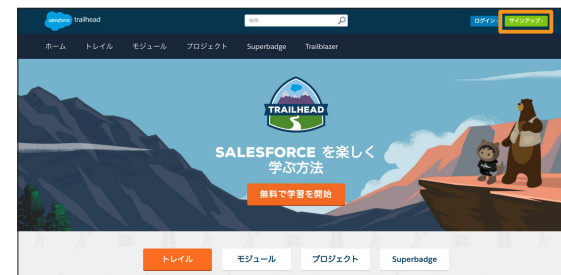 salesforce trailhead
検索
ログイン
サインアップ
ホーム トレイル モジュール プロジェクト Superbadge Trailblazer
TRAILHEAD
SALESFORCE を楽しく
学ぶ方法
無料で学習を開始
トレイル モジュール プロジェクト Superbadge